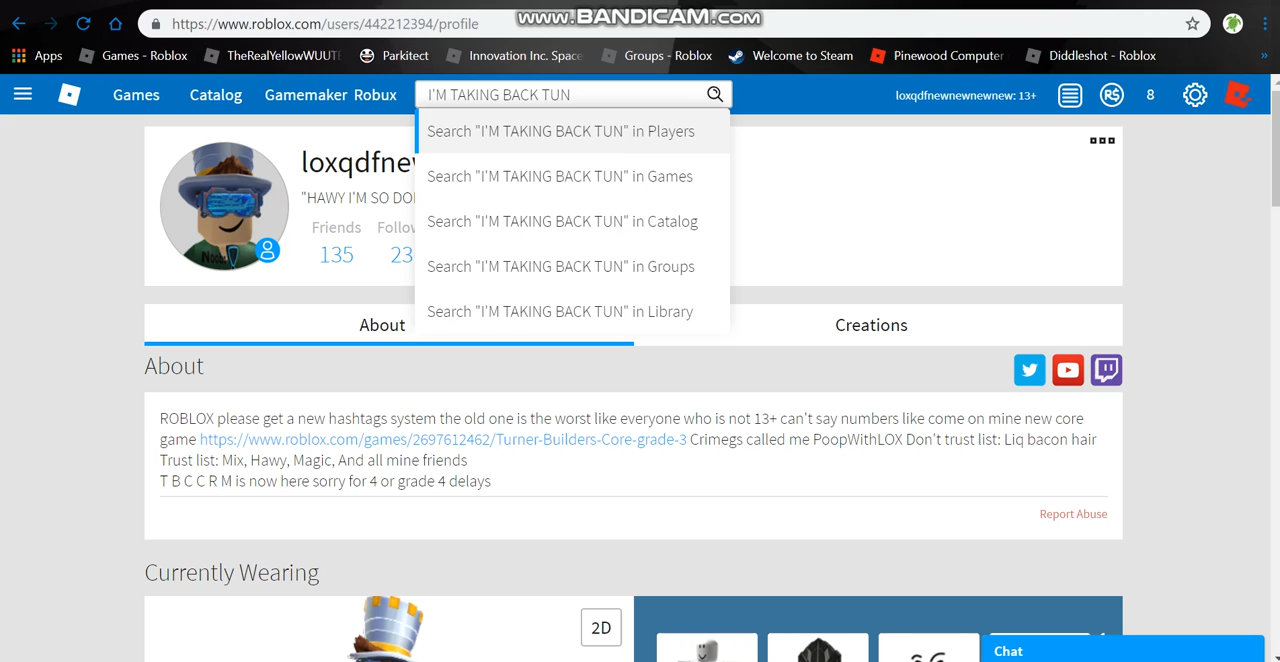 www.BANDICAM.com
https://www.roblox.com/users/442212394/profile
Apps Games - Roblox TheRealYellowWUUT Parkitect Innovation Inc. Space Groups - Roblox Welcome to Steam Pinewood Computer Diddleshot - Roblox »
Games Catalog Gamemaker Robux I'M TAKING BACK TUN loxqdfnewnewnewnew: 13+ R$ 8
Search "I'M TAKING BACK TUN" in Players
Search "I'M TAKING BACK TUN" in Games
Search "I'M TAKING BACK TUN" in Catalog
Search "I'M TAKING BACK TUN" in Groups
Search "I'M TAKING BACK TUN" in Library
loxqdfnew
"HAWY I'M SO DO
Friends Follow
135 23
About Creations
About
ROBLOX please get a new hashtags system the old one is the worst like everyone who is not 13+ can't say numbers like come on mine new core
game https://www.roblox.com/games/2697612462/Turner-Builders-Core-grade-3 Crimegs called me PoopWithLOX Don't trust list: Liq bacon hair
Trust list: Mix, Hawy, Magic, And all mine friends
T B C C R M is now here sorry for 4 or grade 4 delays
Report Abuse
Currently Wearing
2D
Chat